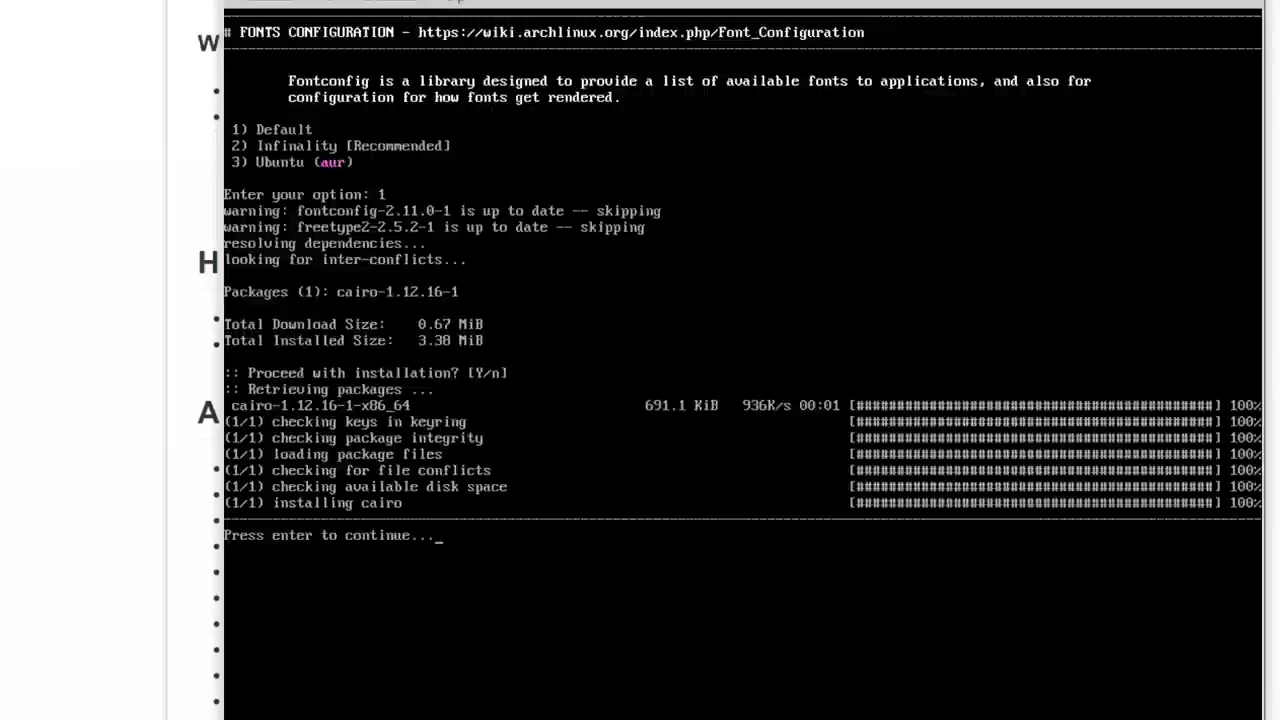 # FONTS CONFIGURATION - https://wiki.archlinux.org/index.php/Font_Configuration
W
Fontconfig is a library designed to provide a list of available fonts to applications, and also for
configuration for how fonts get rendered.
1) Default
2) Infinality [Recommended]
3) Ubuntu (aur)
Enter your option: 1
warning: fontconfig-2.11.0-1 is up to date -- skipping
warning: freetype2-2.5.2-1 is up to date -- skipping
resolving dependencies...
H
looking for inter-conflicts...
Packages (1): cairo-1.12.16-1
Total Download Size: 0.67 MiB
Total Installed Size: 3.38 MiB
:: Proceed with installation? [Y/n]
:: Retrieving packages ...
cairo-1.12.16-1-x86_64 691.1 KiB 936K/s 00:01 [############################################] 100%
A
(1/1) checking keys in keyring [############################################] 100%
(1/1) checking package integrity [############################################] 100%
(1/1) loading package files [############################################] 100%
(1/1) checking for file conflicts [############################################] 100%
(1/1) checking available disk space [############################################] 100%
(1/1) installing cairo [############################################] 100%
Press enter to continue..._